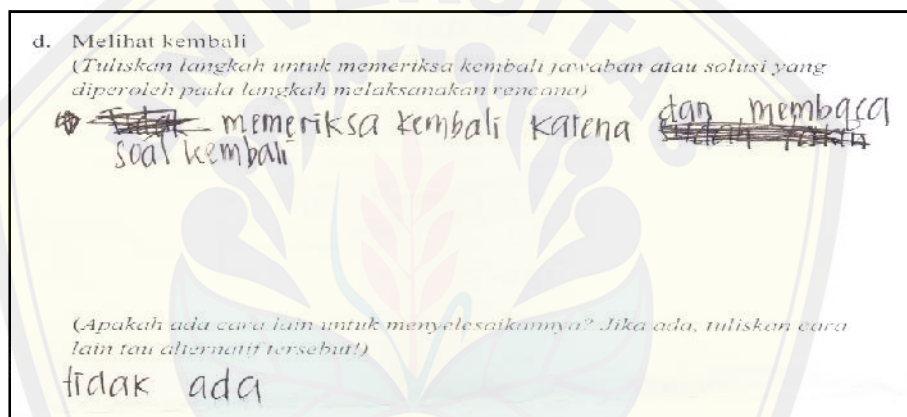 d. Melihat kembali
(Tuliskan langkah untuk memeriksa kembali jawaban atau solusi yang
diperoleh pada langkah melaksanakan rencana)
memeriksa kembali karena dan membaca
soal kembali
(Apakah ada cara lain untuk menyelesaikannya? Jika ada, tuliskan cara
lain tau alternatif tersebut!)
tidak ada